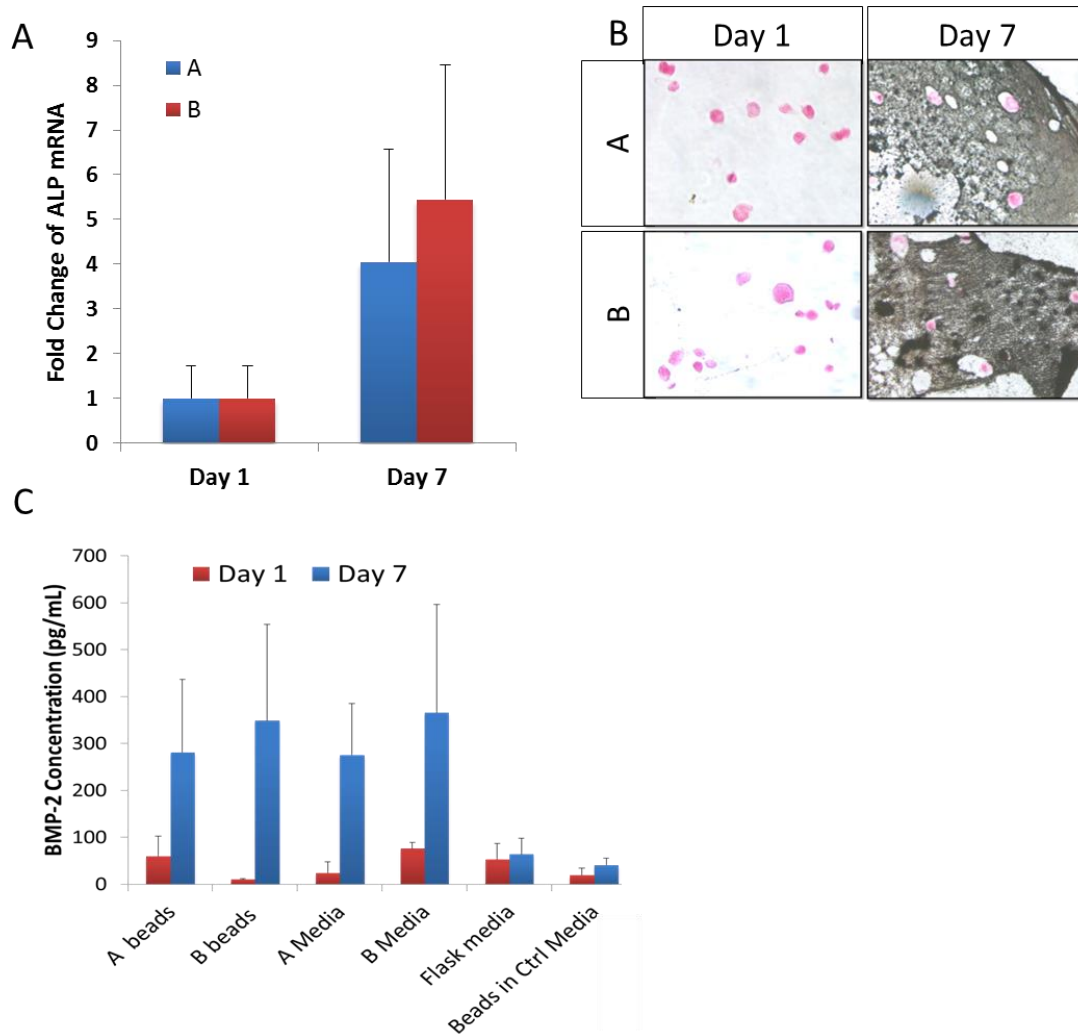 A
Fold Change of ALP mRNA
9
8
7
6
5
4
3
2
1
0
A
B
Day 1
Day 7
B
Day 1
Day 7
A
B
C
BMP-2 Concentration (pg/mL)
700
600
500
400
300
200
100
0
Day 1
Day 7
A beads
B beads
A Media
B Media
Flask media
Beads in Ctrl Media